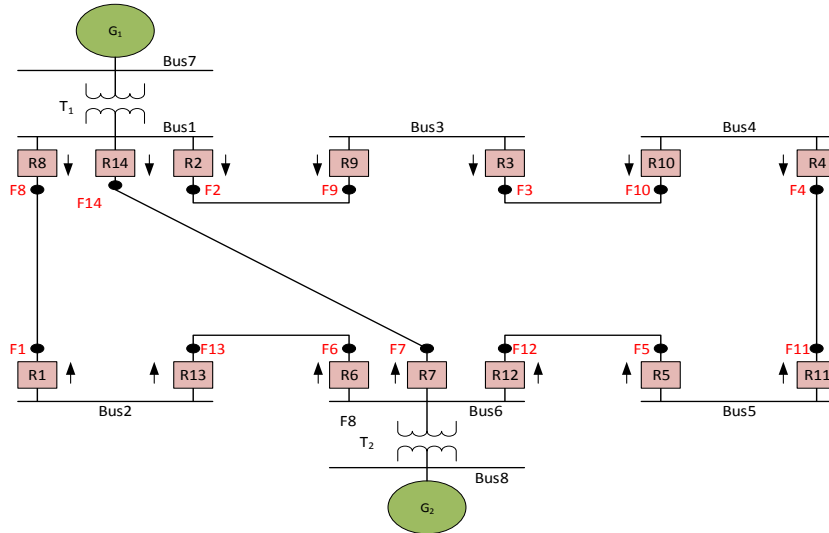 G₁
Bus7
T₁
Bus1 Bus3 Bus4
R8 R14 R2 R9 R3 R10 R4
F8 F14 F2 F9 F3 F10 F4
F1 F13 F6 F7 F12 F5 F11
R1 R13 R6 R7 R12 R5 R11
Bus2 F8 Bus6 Bus5
T₂
Bus8
G₂